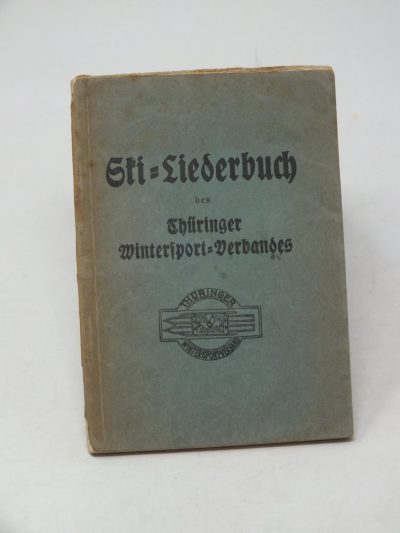 Ski=Liederbuch
des
Thüringer
Wintersport=Verbandes
THÜRINGER
WINTERSPORTVERBAND